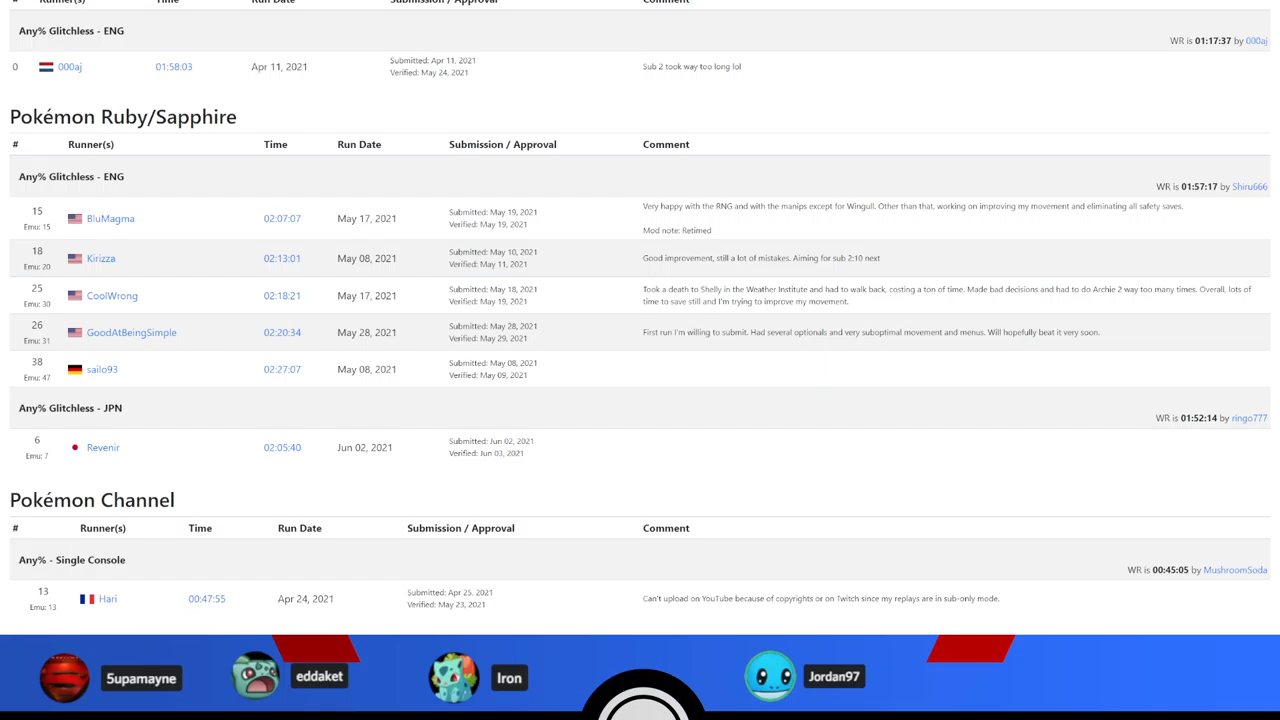 # Runner(s) Time Run Date Submission / Approval Comment
Any% Glitchless - ENG
WR is 01:17:37 by 000aj
0 000aj 01:58:03 Apr 11, 2021 Submitted: Apr 11, 2021 Sub 2 took way too long lol
Verified: May 24, 2021
Pokémon Ruby/Sapphire
# Runner(s) Time Run Date Submission / Approval Comment
Any% Glitchless - ENG
WR is 01:57:17 by Shiru666
15 BluMagma 02:07:07 May 17, 2021 Submitted: May 19, 2021 Very happy with the RNG and with the manips except for Wingull. Other than that, working on improving my movement and eliminating all safety saves.
Emu: 15 Verified: May 19, 2021 Mod note: Retimed
18 Kirizza 02:13:01 May 08, 2021 Submitted: May 10, 2021 Good improvement, still a lot of mistakes. Aiming for sub 2:10 next
Emu: 20 Verified: May 11, 2021
25 CoolWrong 02:18:21 May 17, 2021 Submitted: May 18, 2021 Took a death to Shelly in the Weather Institute and had to walk back, costing a ton of time. Made bad decisions and had to do Archie 2 way too many times. Overall, lots of
Emu: 30 Verified: May 19, 2021 time to save still and I'm trying to improve my movement.
26 GoodAtBeingSimple 02:20:34 May 28, 2021 Submitted: May 28, 2021 First run I'm willing to submit. Had several optionals and very suboptimal movement and menus. Will hopefully beat it very soon.
Emu: 31 Verified: May 29, 2021
38 sailo93 02:27:07 May 08, 2021 Submitted: May 08, 2021
Emu: 47 Verified: May 09, 2021
Any% Glitchless - JPN
WR is 01:52:14 by ringo777
6 Revenir 02:05:40 Jun 02, 2021 Submitted: Jun 02, 2021
Emu: 7 Verified: Jun 03, 2021
Pokémon Channel
# Runner(s) Time Run Date Submission / Approval Comment
Any% - Single Console
WR is 00:45:05 by MushroomSoda
13 Hari 00:47:55 Apr 24, 2021 Submitted: Apr 25, 2021 Can't upload on YouTube because of copyrights or on Twitch since my replays are in sub-only mode.
Emu: 13 Verified: May 23, 2021
5upamayne eddaket Iron Jordan97